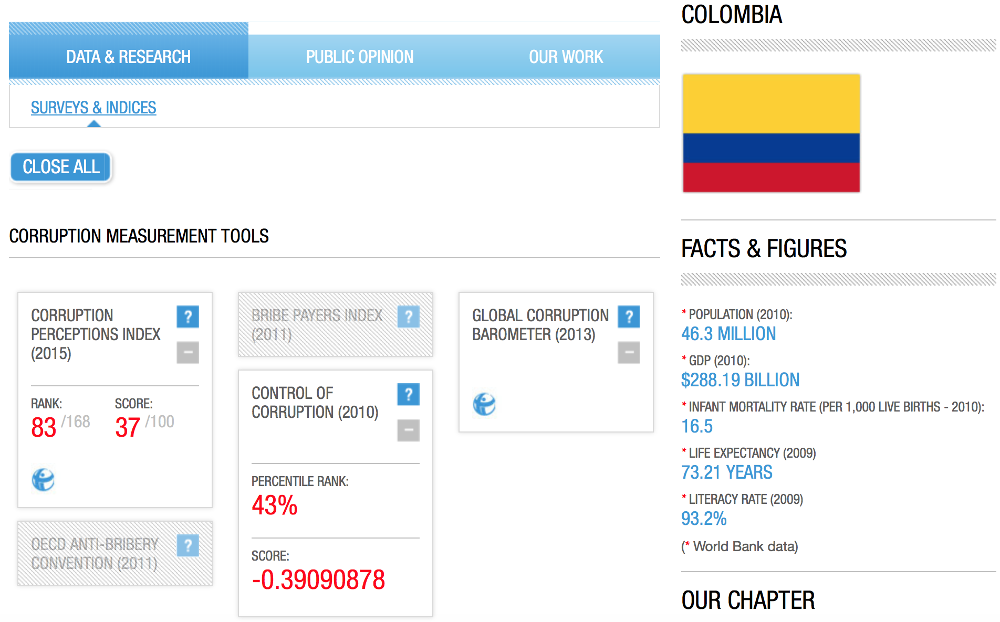 DATA & RESEARCH
PUBLIC OPINION
OUR WORK
SURVEYS & INDICES
CLOSE ALL
CORRUPTION MEASUREMENT TOOLS
CORRUPTION
PERCEPTIONS INDEX
(2015)
?
–
RANK:
83 /168
SCORE:
37 /100
OECD ANTI-BRIBERY
CONVENTION (2011)
?
BRIBE PAYERS INDEX
(2011)
?
CONTROL OF
CORRUPTION (2010)
?
–
PERCENTILE RANK:
43%
SCORE:
-0.39090878
GLOBAL CORRUPTION
BAROMETER (2013)
?
–
COLOMBIA
FACTS & FIGURES
* POPULATION (2010):
46.3 MILLION
* GDP (2010):
$288.19 BILLION
* INFANT MORTALITY RATE (PER 1,000 LIVE BIRTHS - 2010):
16.5
* LIFE EXPECTANCY (2009)
73.21 YEARS
* LITERACY RATE (2009)
93.2%
(* World Bank data)
OUR CHAPTER